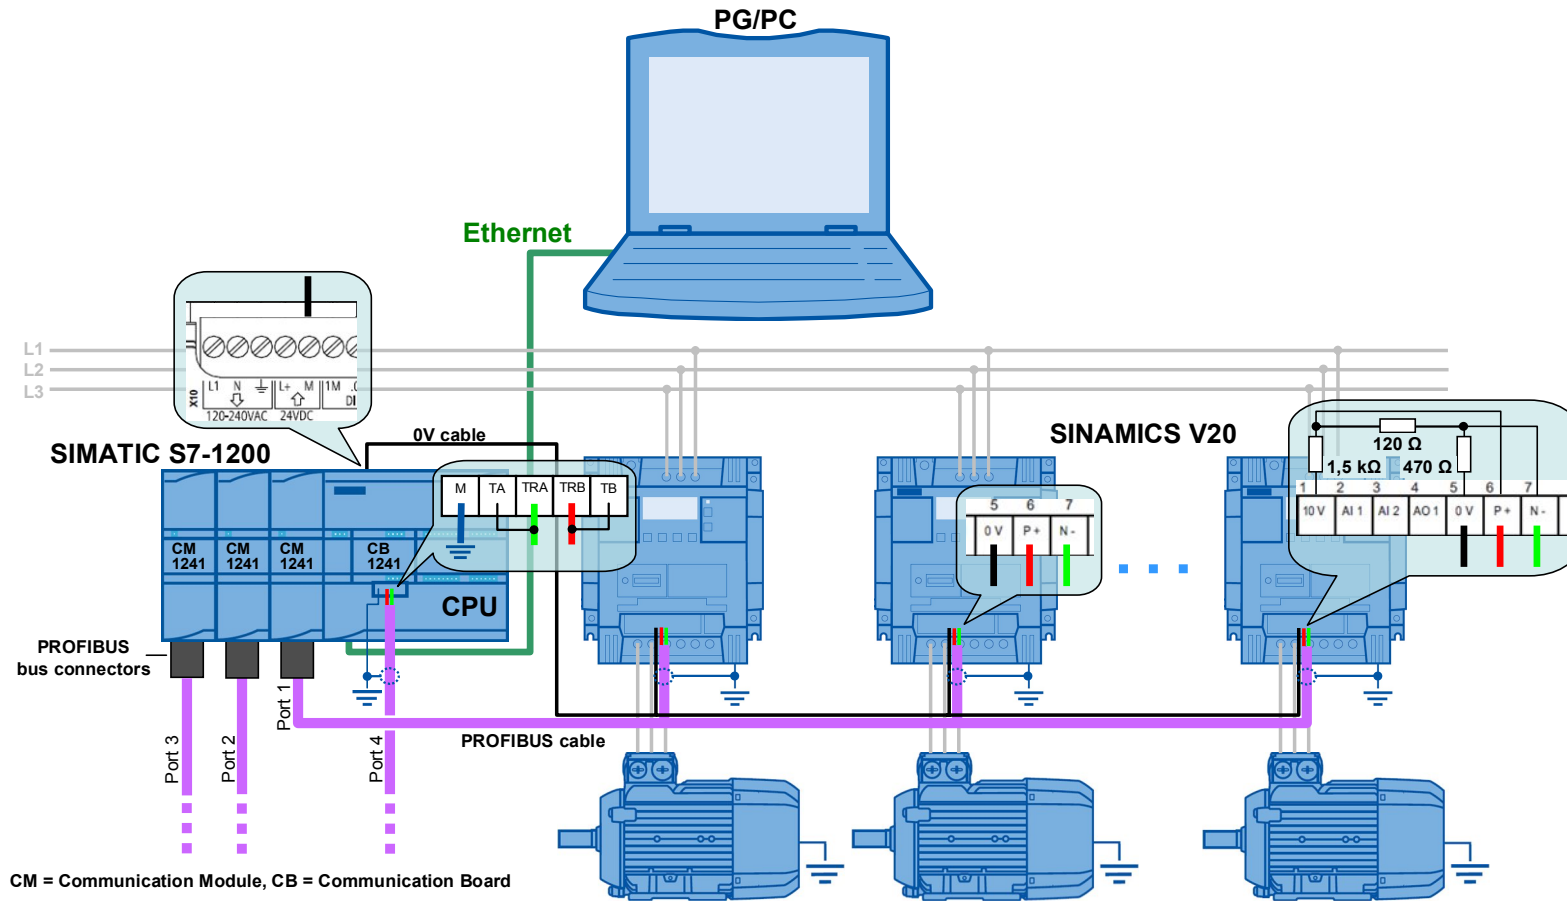 PG/PC
Ethernet
L1
L2
L3
X10
L1 N L+ M 1M .0
120-240VAC 24VDC DI
0V cable
SIMATIC S7-1200
SINAMICS V20
M TA TRA TRB TB
5 6 7
0 V P + N -
120 Ω
1,5 kΩ 470 Ω
1 2 3 4 5 6 7
10 V AI 1 AI 2 AO 1 0 V P + N -
CM
1241
CM
1241
CM
1241
CB
1241
CPU
PROFIBUS
bus connectors
Port 3
Port 2
Port 1
Port 4
PROFIBUS cable
CM = Communication Module, CB = Communication Board